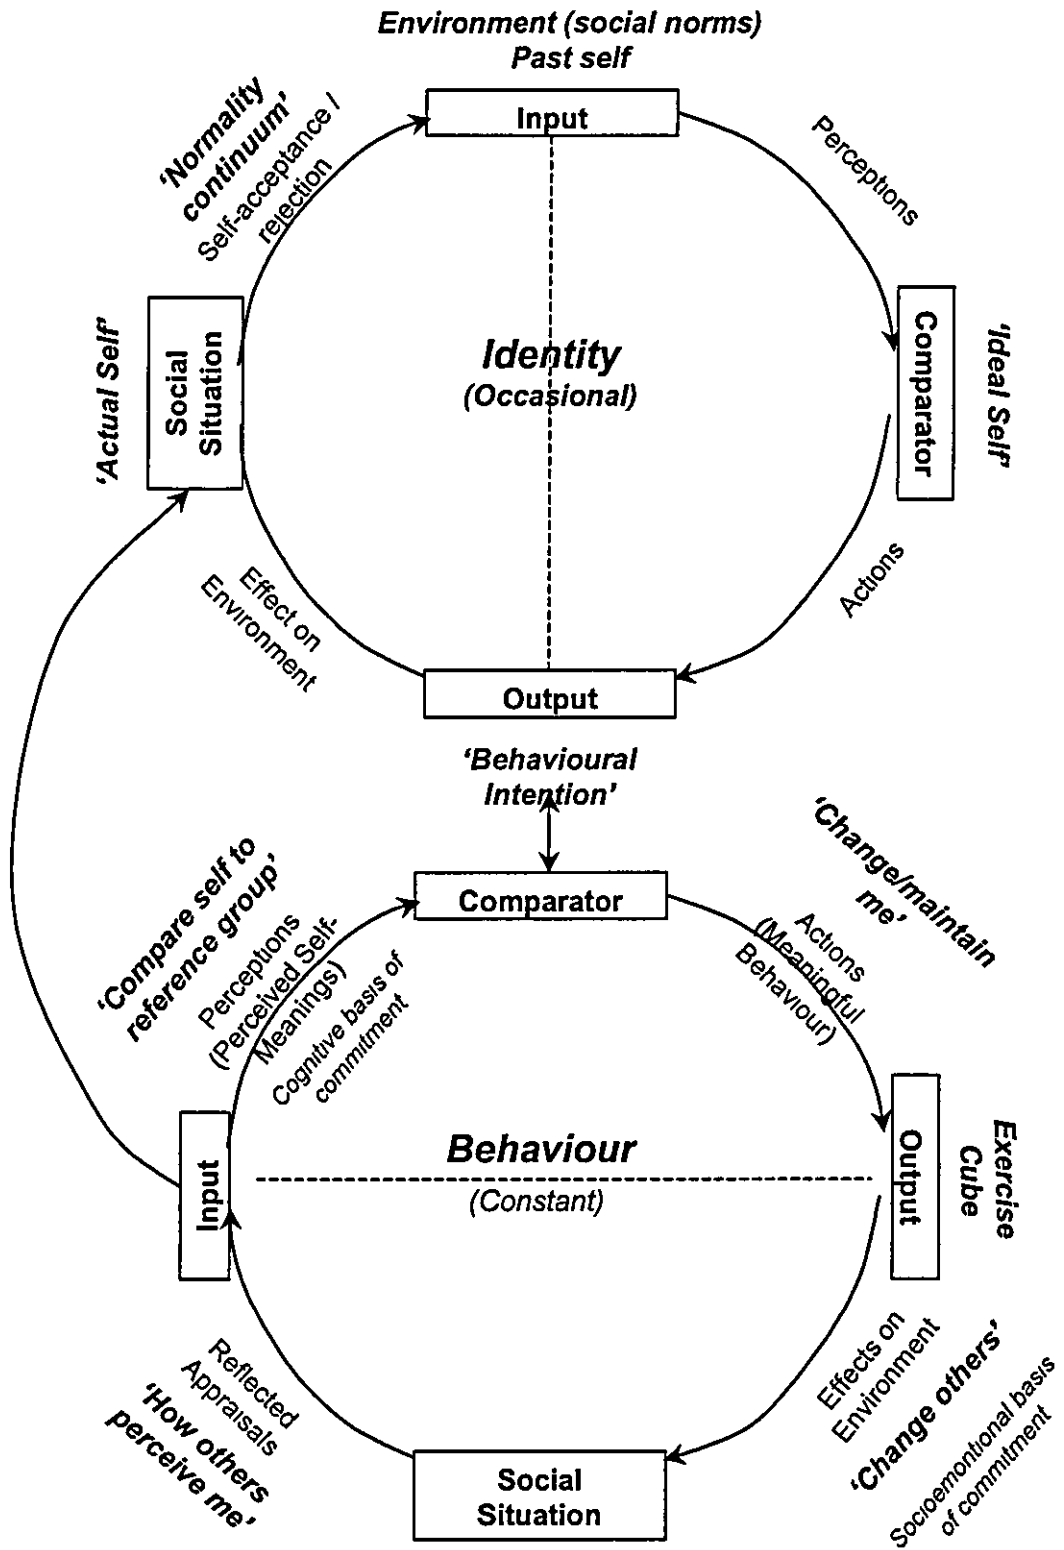 Environment (social norms)
Past self
Input
'Normality
continuum'
Self-acceptance /
rejection
Perceptions
Social
Situation
'Actual Self'
Identity
(Occasional)
Comparator
'Ideal Self'
Effect on
Environment
Actions
Output
'Behavioural
Intention'
Comparator
'Compare self to
reference group'
Perceptions
(Perceived Self-
Meanings)
Cognitive basis of
commitment
'Change/maintain
me'
Actions
(Meaningful
Behaviour)
Input
Behaviour
(Constant)
Output
Exercise
Cube
Reflected
Appraisals
'How others
perceive me'
Effects on
Environment
'Change others'
Socioemontional basis
of commitment
Social
Situation